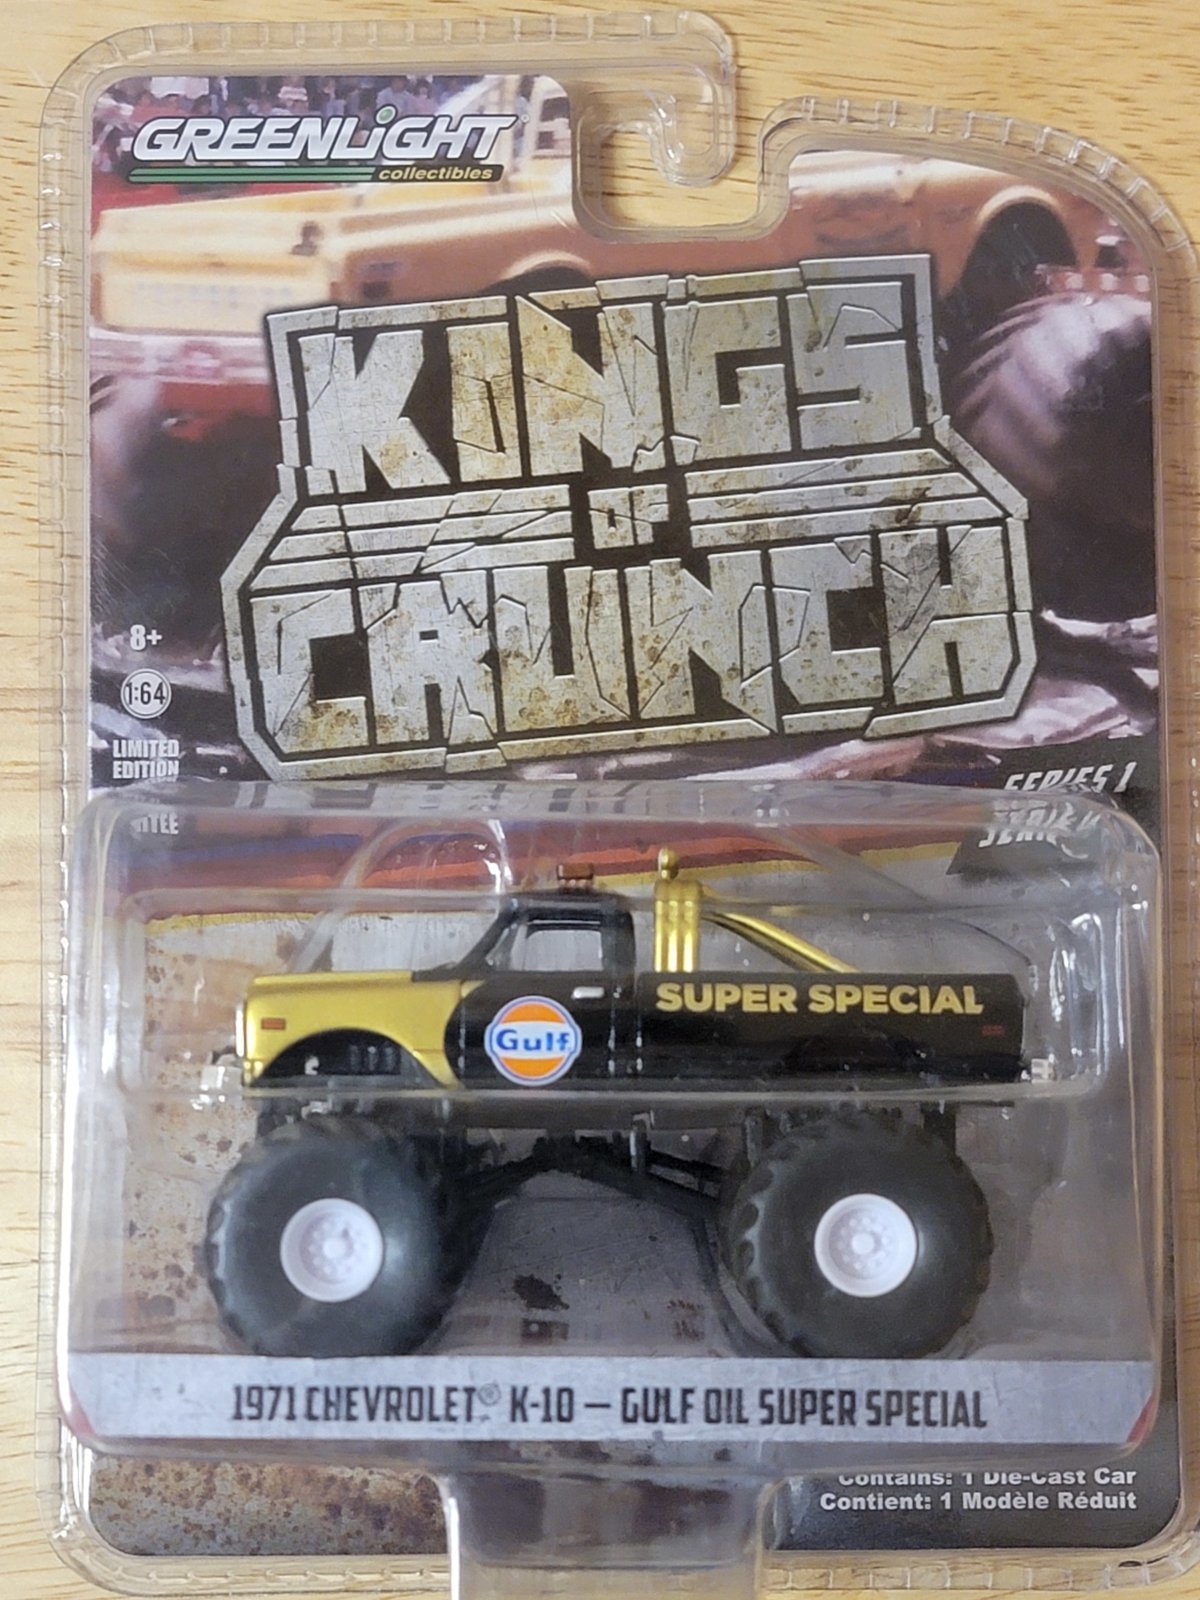 GREENLiGHT
collectibles
KINGS
OF
CRUNCH
8+
1:64
LIMITED
EDITION
SERIES 1
SUPER SPECIAL
Gulf
1971 CHEVROLET® K-10 — GULF OIL SUPER SPECIAL
Contains: 1 Die-Cast Car
Contient: 1 Modèle Réduit